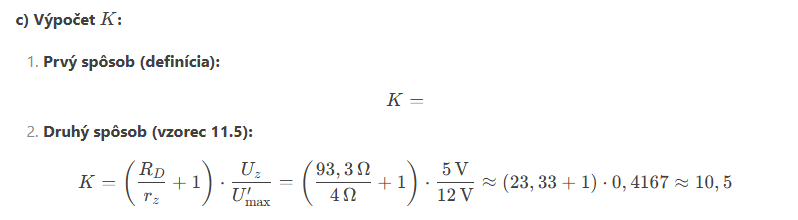 c) Výpočet K:
1. Prvý spôsob (definícia):
K =
2. Druhý spôsob (vzorec 11.5):
K = (R_D / r_z + 1) · U_z / U′_max = (93,3 Ω / 4 Ω + 1) · 5 V / 12 V ≈ (23,33 + 1) · 0,4167 ≈ 10,5